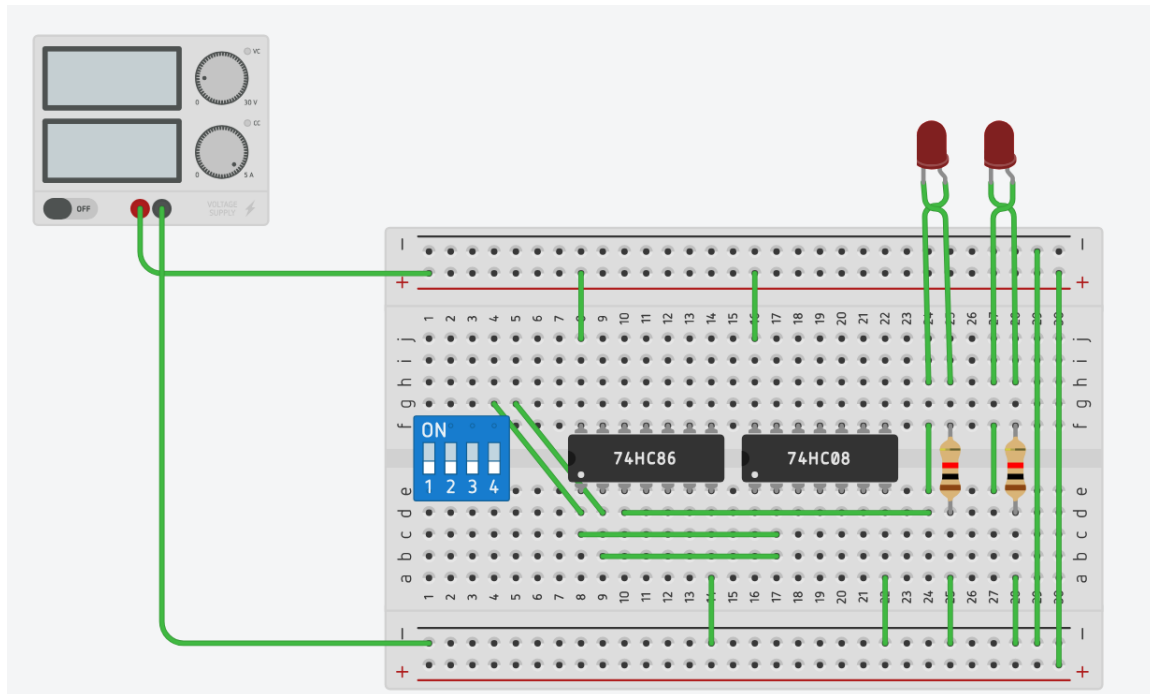 VC
0
30 V
CC
0
5 A
OFF
VOLTAGE
SUPPLY
− −
+ +
1 2 3 4 5 6 7 8 9 10 11 12 13 14 15 16 17 18 19 20 21 22 23 24 25 26 27 28 29 30
j j
i i
h h
g g
f f
ON
1 2 3 4
74HC86
74HC08
e e
d d
c c
b b
a a
1 2 3 4 5 6 7 8 9 10 11 12 13 14 15 16 17 18 19 20 21 22 23 24 25 26 27 28 29 30
− −
+ +